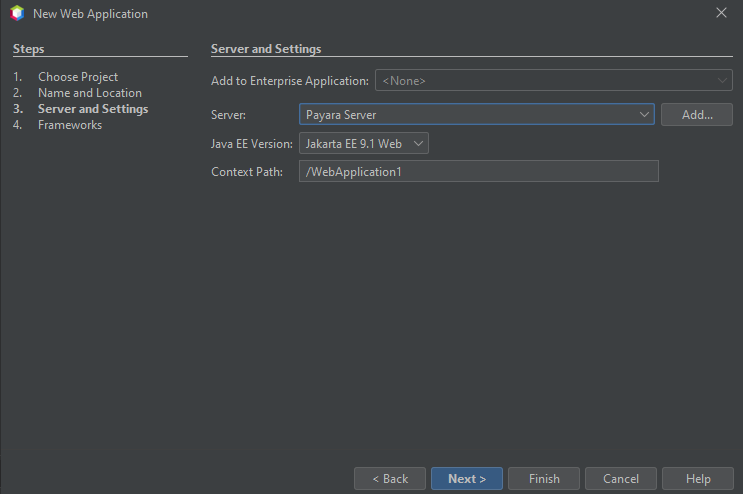 New Web Application
Steps
1. Choose Project
2. Name and Location
3. Server and Settings
4. Frameworks
Server and Settings
Add to Enterprise Application: <None>
Server: Payara Server Add...
Java EE Version: Jakarta EE 9.1 Web
Context Path: /WebApplication1
< Back Next > Finish Cancel Help